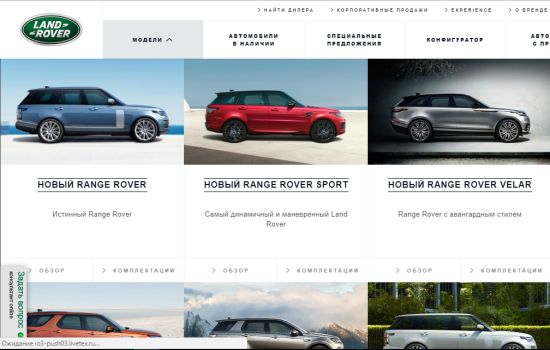 LAND
ROVER
НАЙТИ ДИЛЕРА
КОРПОРАТИВНЫЕ ПРОДАЖИ
EXPERIENCE
О БРЕНДЕ
МОДЕЛИ
АВТОМОБИЛИ
В НАЛИЧИИ
СПЕЦИАЛЬНЫЕ
ПРЕДЛОЖЕНИЯ
КОНФИГУРАТОР
АВТО
С ПР
НОВЫЙ RANGE ROVER
НОВЫЙ RANGE ROVER SPORT
НОВЫЙ RANGE ROVER VELAR
Истинный Range Rover
Самый динамичный и маневренный Land
Rover
Range Rover с авангардным стилем
ОБЗОР
КОМПЛЕКТАЦИИ
ОБЗОР
КОМПЛЕКТАЦИИ
ОБЗОР
КОМПЛЕКТАЦИИ
Задать вопрос
консультант online
Ожидание io3-push03.livetex.ru...